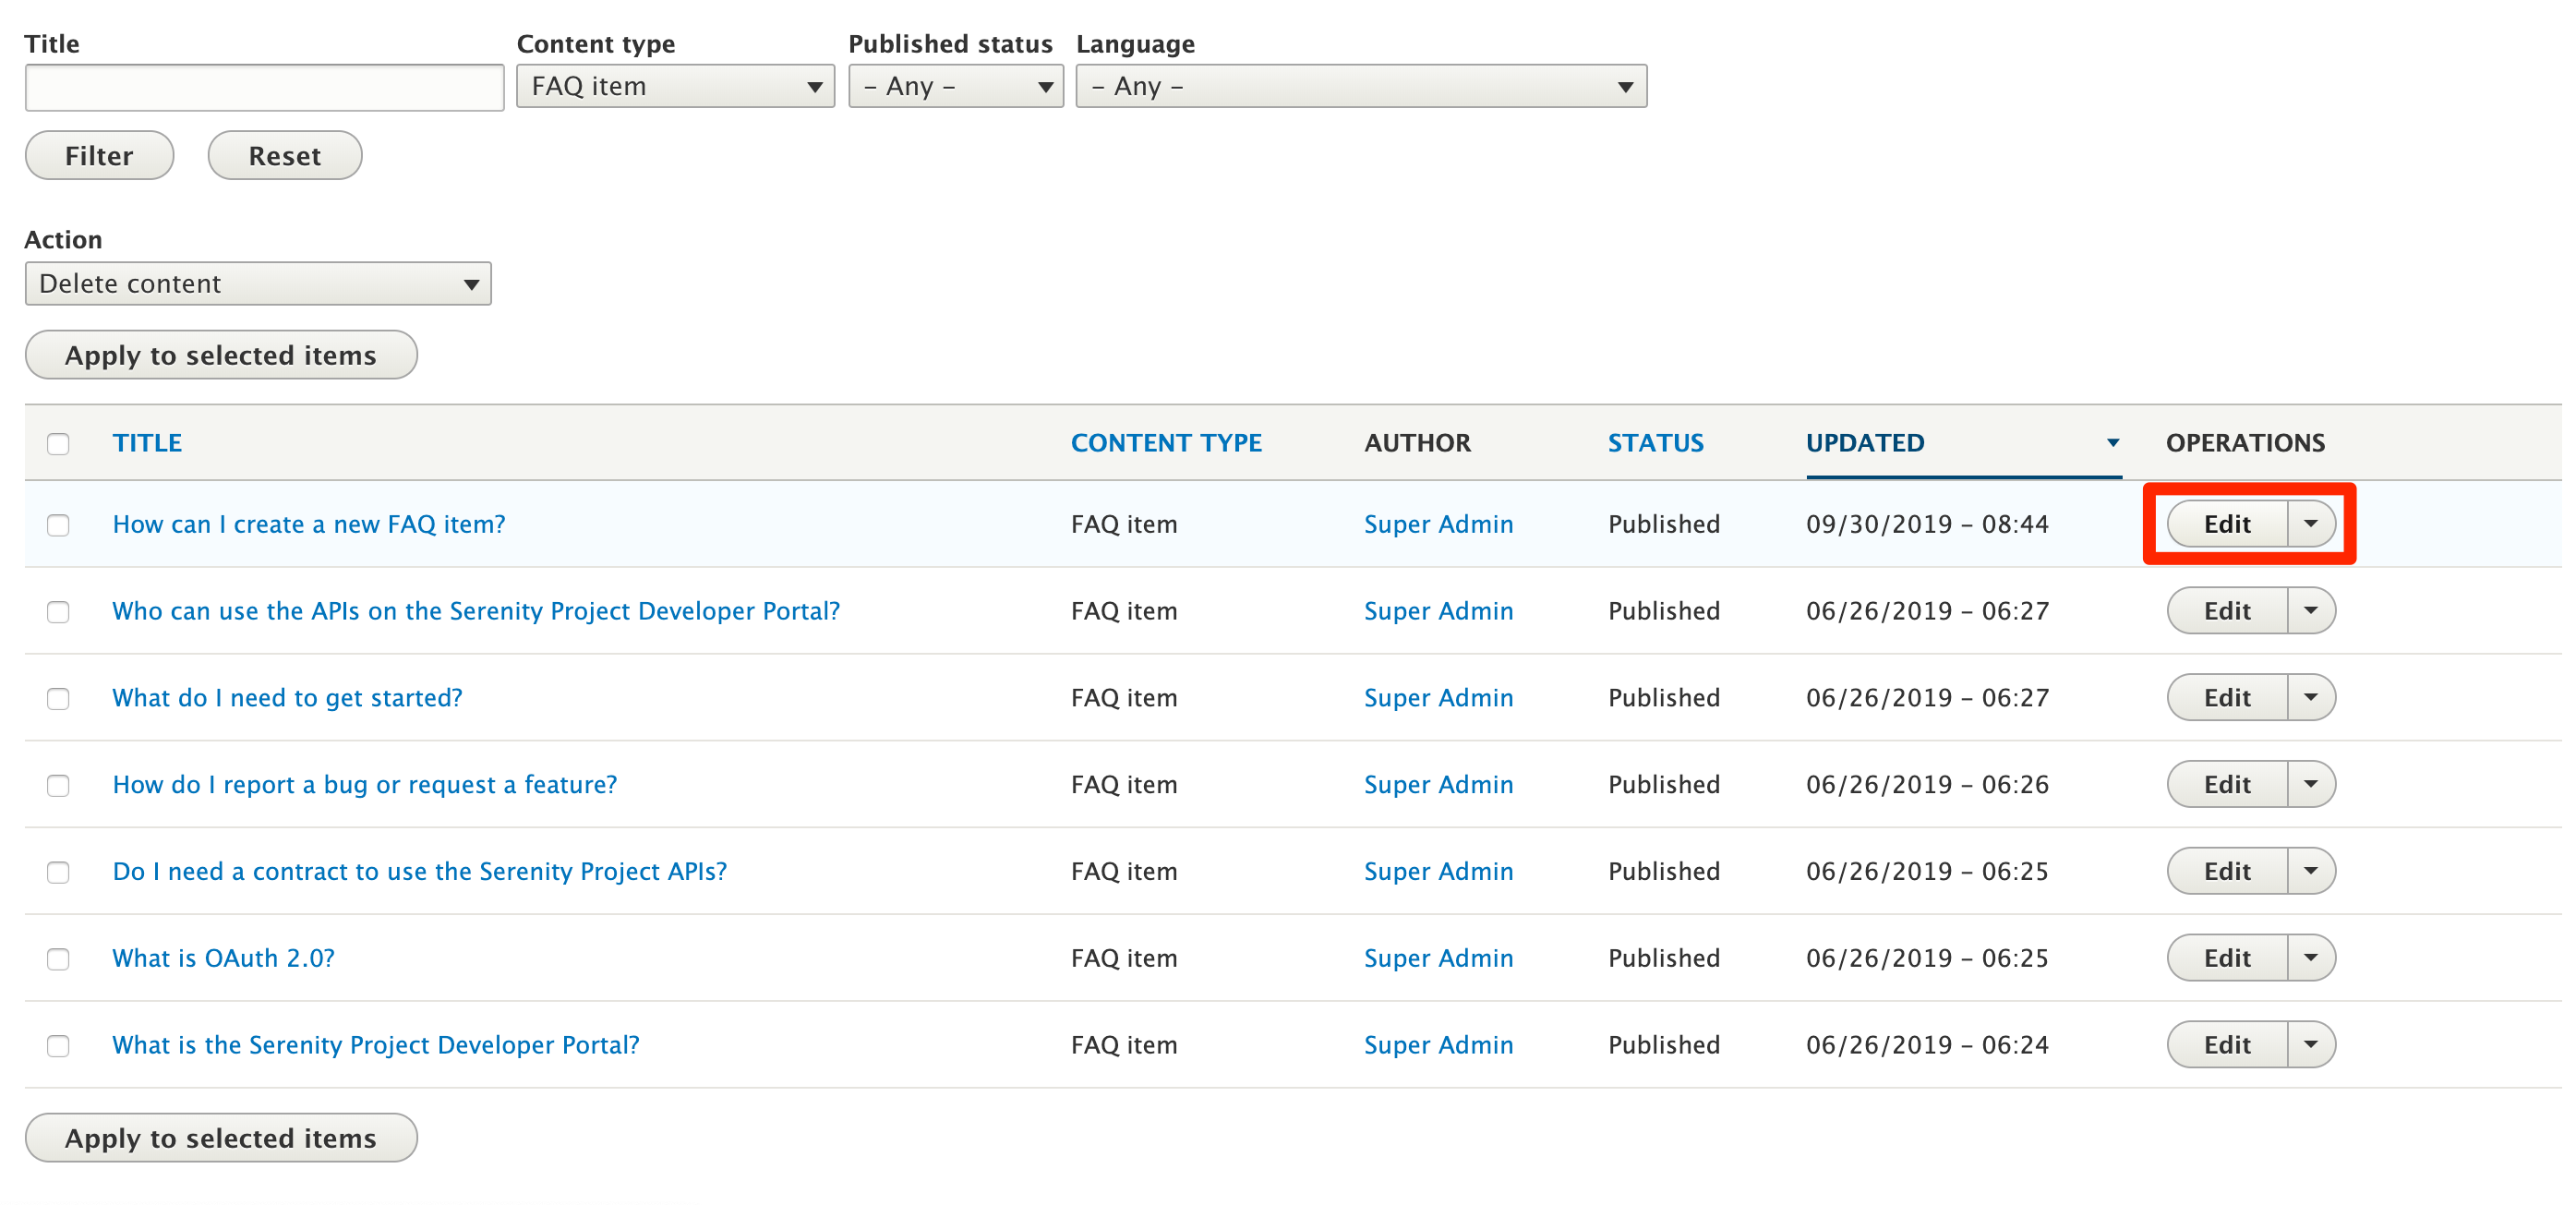 Title Content type Published status Language
FAQ item – Any – – Any –
Filter Reset
Action
Delete content
Apply to selected items
TITLE CONTENT TYPE AUTHOR STATUS UPDATED OPERATIONS
How can I create a new FAQ item? FAQ item Super Admin Published 09/30/2019 – 08:44 Edit
Who can use the APIs on the Serenity Project Developer Portal? FAQ item Super Admin Published 06/26/2019 – 06:27 Edit
What do I need to get started? FAQ item Super Admin Published 06/26/2019 – 06:27 Edit
How do I report a bug or request a feature? FAQ item Super Admin Published 06/26/2019 – 06:26 Edit
Do I need a contract to use the Serenity Project APIs? FAQ item Super Admin Published 06/26/2019 – 06:25 Edit
What is OAuth 2.0? FAQ item Super Admin Published 06/26/2019 – 06:25 Edit
What is the Serenity Project Developer Portal? FAQ item Super Admin Published 06/26/2019 – 06:24 Edit
Apply to selected items